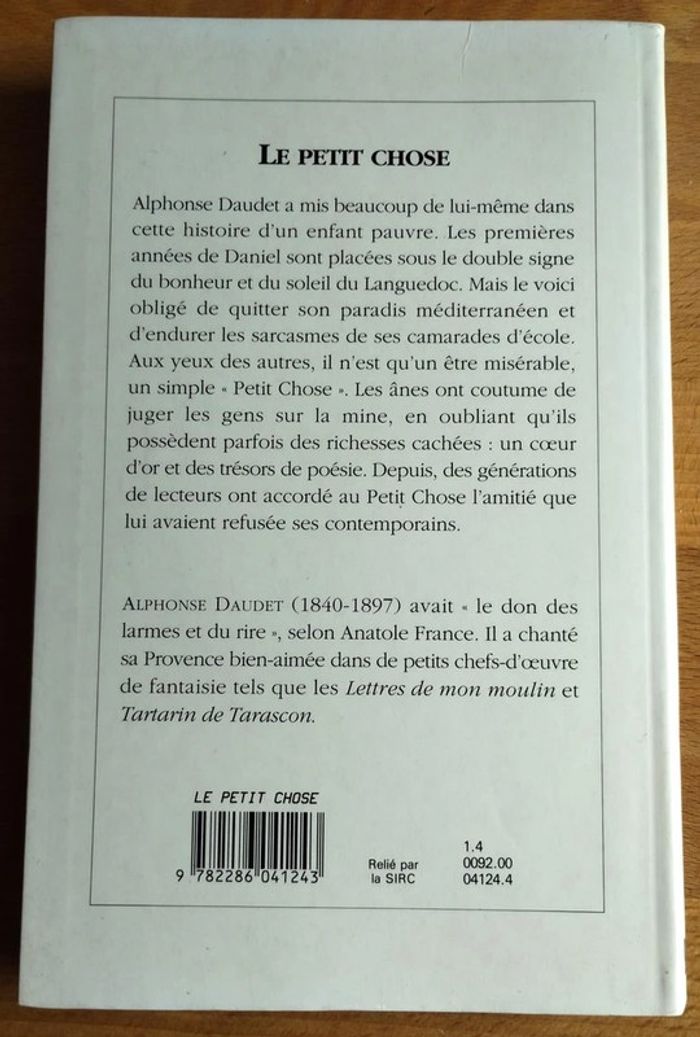 LE PETIT CHOSE
Alphonse Daudet a mis beaucoup de lui-même dans
cette histoire d'un enfant pauvre. Les premières
années de Daniel sont placées sous le double signe
du bonheur et du soleil du Languedoc. Mais le voici
obligé de quitter son paradis méditerranéen et
d'endurer les sarcasmes de ses camarades d'école.
Aux yeux des autres, il n'est qu'un être misérable,
un simple « Petit Chose ». Les ânes ont coutume de
juger les gens sur la mine, en oubliant qu'ils
possèdent parfois des richesses cachées : un cœur
d'or et des trésors de poésie. Depuis, des générations
de lecteurs ont accordé au Petit Chose l'amitié que
lui avaient refusée ses contemporains.
ALPHONSE DAUDET (1840-1897) avait « le don des
larmes et du rire », selon Anatole France. Il a chanté
sa Provence bien-aimée dans de petits chefs-d'œuvre
de fantaisie tels que les Lettres de mon moulin et
Tartarin de Tarascon.
LE PETIT CHOSE
9 782286 041243
Relié par
la SIRC
1.4
0092.00
04124.4